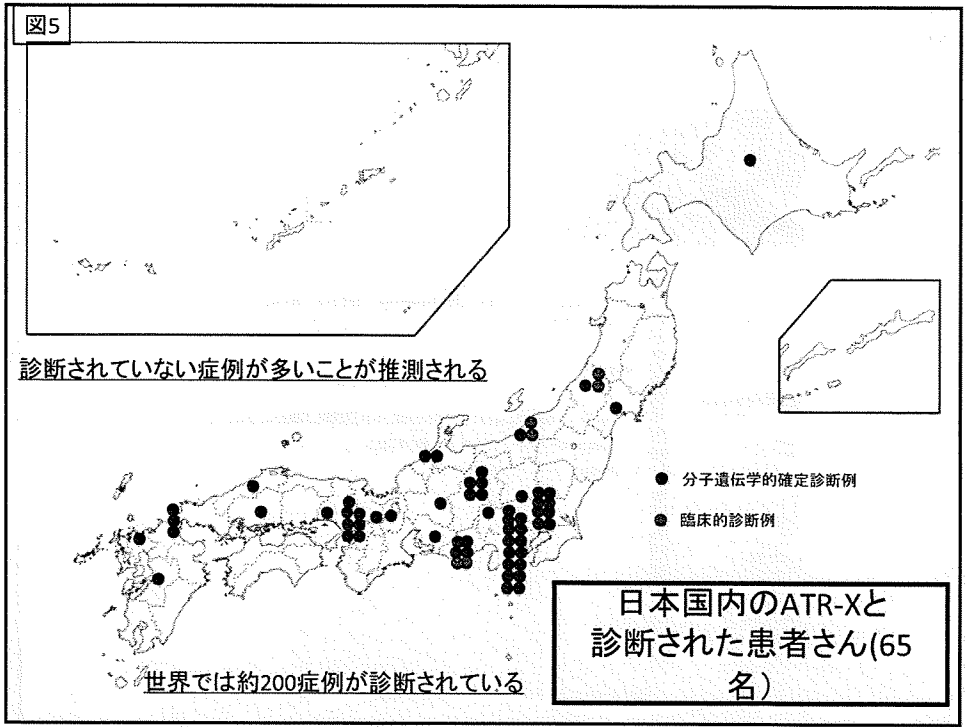 図5
診断されていない症例が多いことが推測される
分子遺伝学的確定診断例
臨床的診断例
日本国内のATR-Xと
診断された患者さん(65
名）
世界では約200症例が診断されている